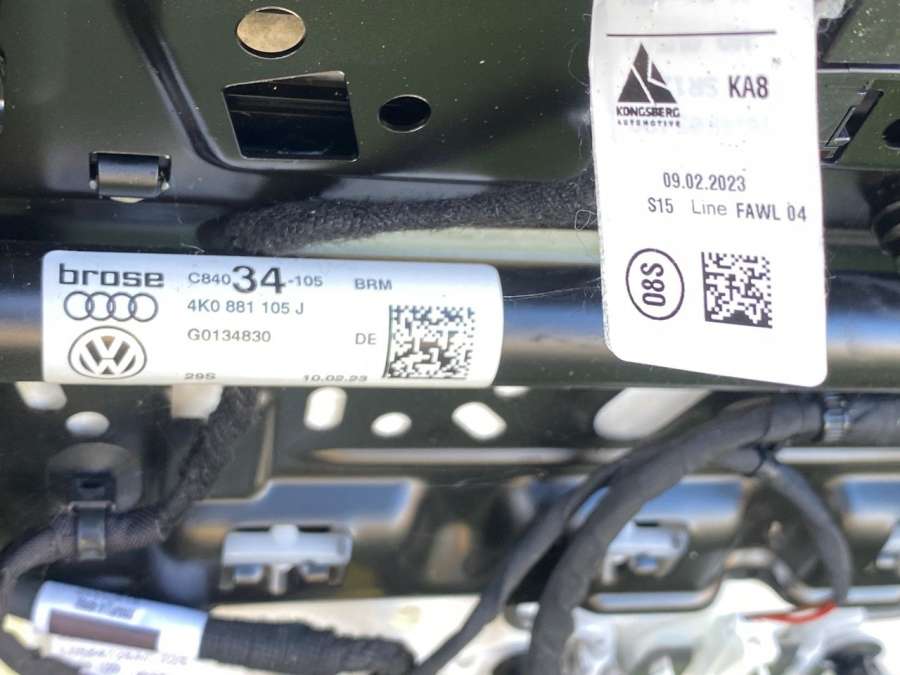 KA8
KONGSBERG
AUTOMOTIVE
09.02.2023
S15 Line FAWL 04
08S
brose
C84034-105 BRM
4K0 881 105 J
G0134830 DE
29S 10.02.23